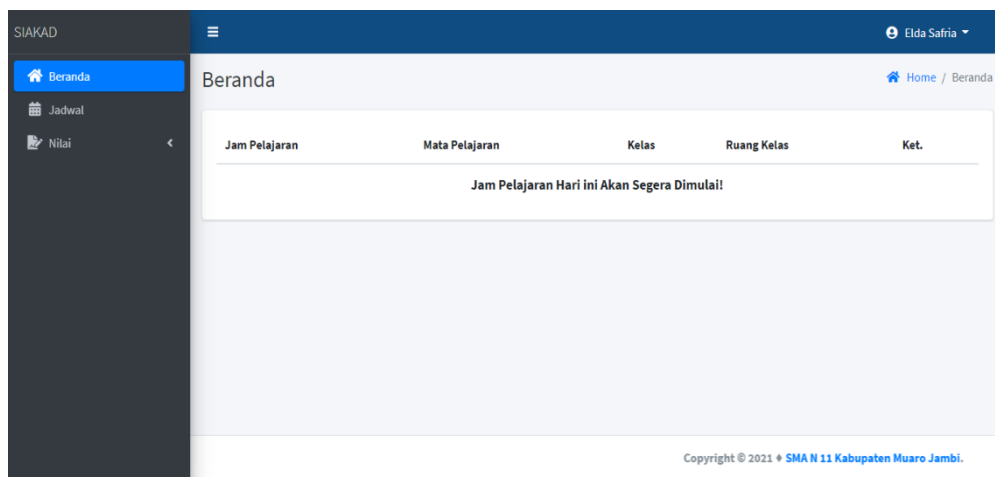 SIAKAD
Elda Safria
Beranda
Jadwal
Nilai
Beranda
Home / Beranda
Jam Pelajaran Mata Pelajaran Kelas Ruang Kelas Ket.
Jam Pelajaran Hari ini Akan Segera Dimulai!
Copyright © 2021 ♦ SMA N 11 Kabupaten Muaro Jambi.